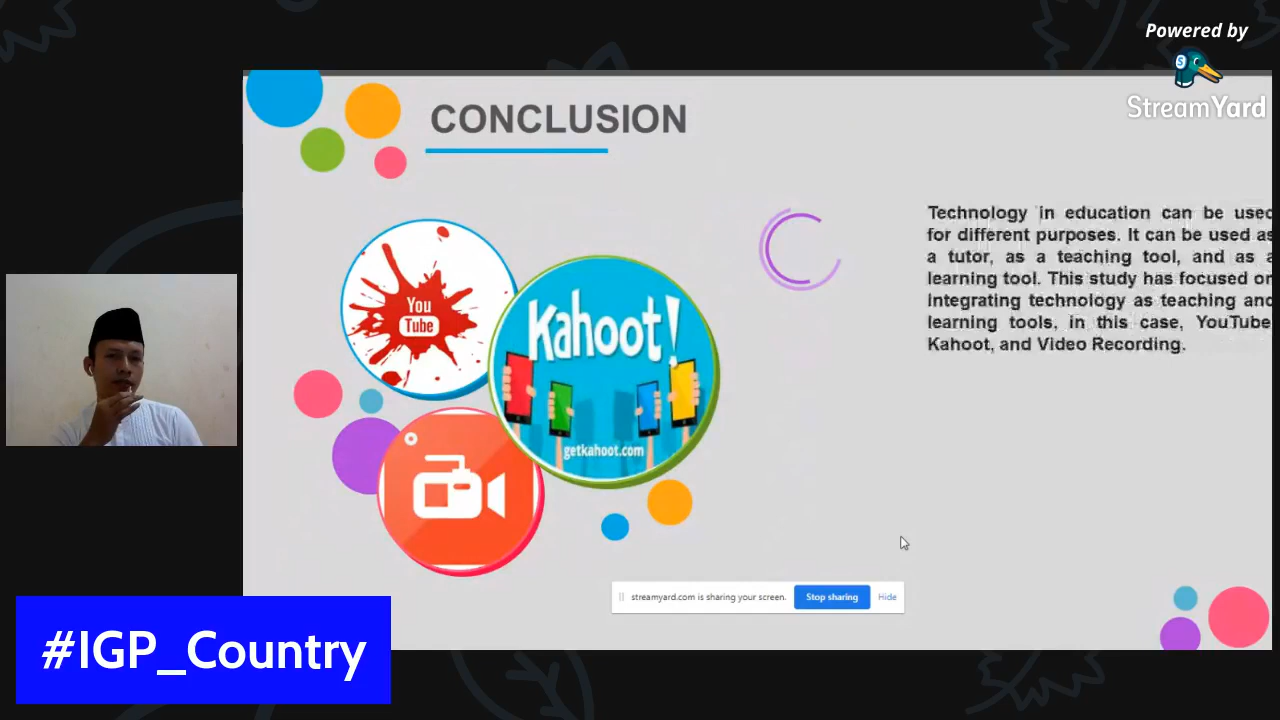 Powered by
StreamYard
CONCLUSION
You
Tube
Kahoot!
getkahoot.com
Technology in education can be used
for different purposes. It can be used as
a tutor, as a teaching tool, and as a
learning tool. This study has focused on
integrating technology as teaching and
learning tools, in this case, YouTube
Kahoot, and Video Recording.
streamyard.com is sharing your screen.
Stop sharing
Hide
#IGP_Country